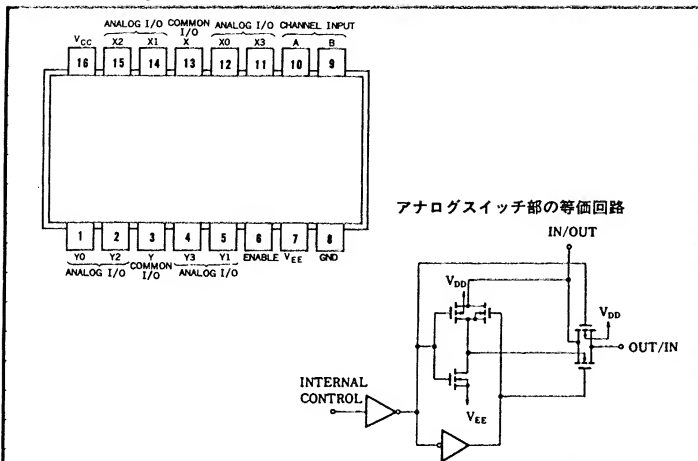 ANALOG I/O COMMON I/O ANALOG I/O CHANNEL INPUT
VCC X2 X1 X X0 X3 A B
16 15 14 13 12 11 10 9
1 2 3 4 5 6 7 8
Y0 Y2 Y Y3 Y1 ENABLE VEE GND
ANALOG I/O COMMON I/O ANALOG I/O
アナログスイッチ部の等価回路
IN/OUT
VDD
VDD
OUT/IN
INTERNAL
CONTROL
VEE